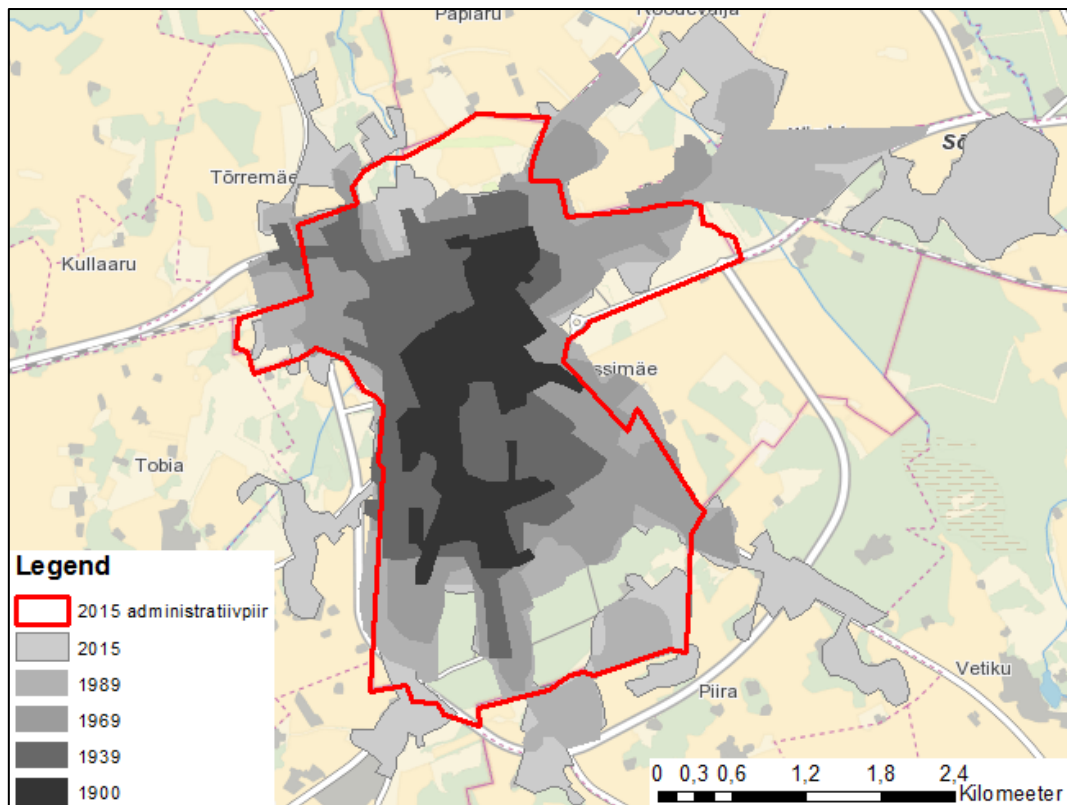 Papiaru
Tõrremäe
Kullaaru
Tobia
Piira
Vetiku
Legend
2015 administratiivpiir
2015
1989
1969
1939
1900
0 0,3 0,6 1,2 1,8 2,4
Kilomeeter